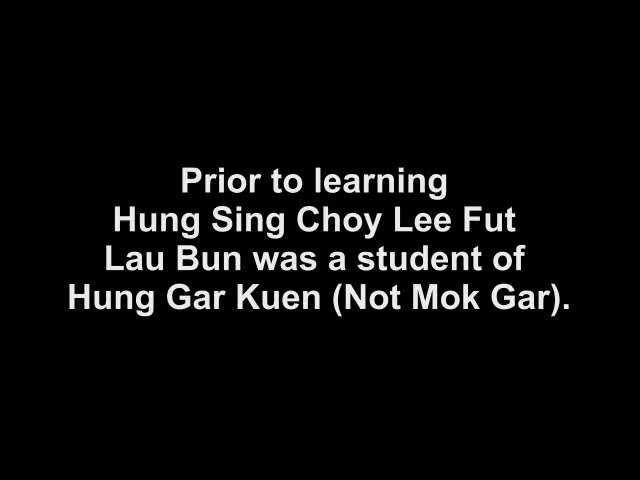 Prior to learning
Hung Sing Choy Lee Fut
Lau Bun was a student of
Hung Gar Kuen (Not Mok Gar).